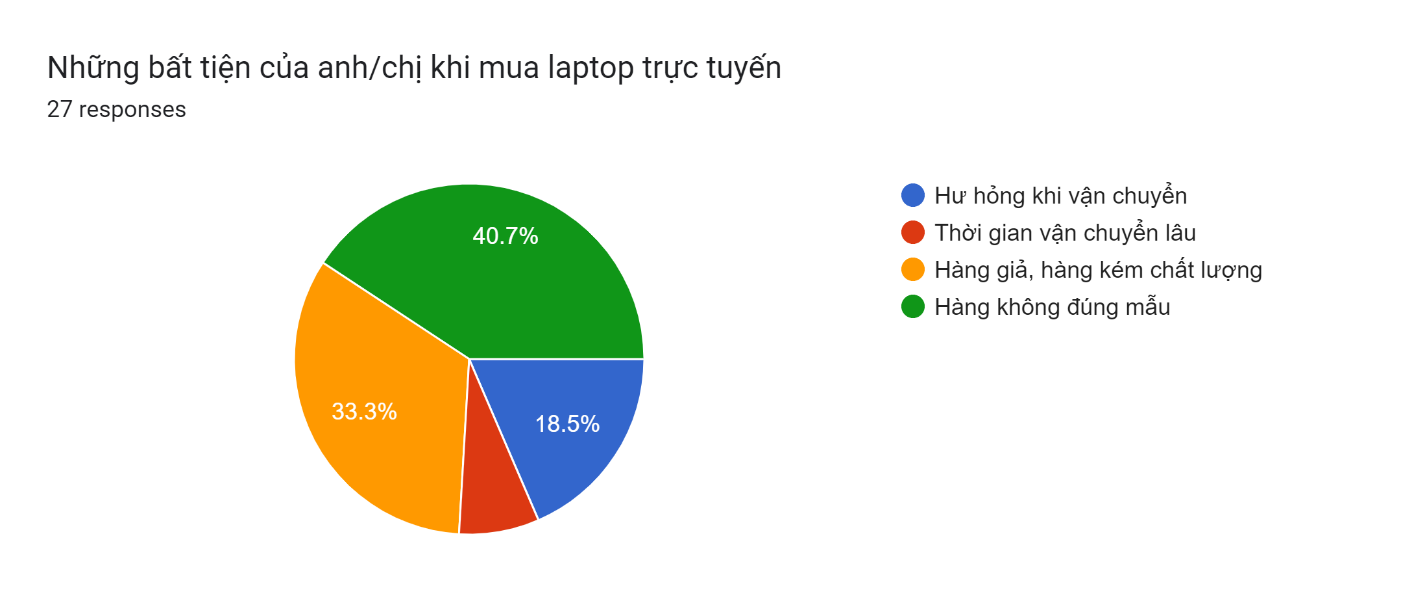 Những bất tiện của anh/chị khi mua laptop trực tuyến
27 responses
40.7%
33.3%
18.5%
Hư hỏng khi vận chuyển
Thời gian vận chuyển lâu
Hàng giả, hàng kém chất lượng
Hàng không đúng mẫu